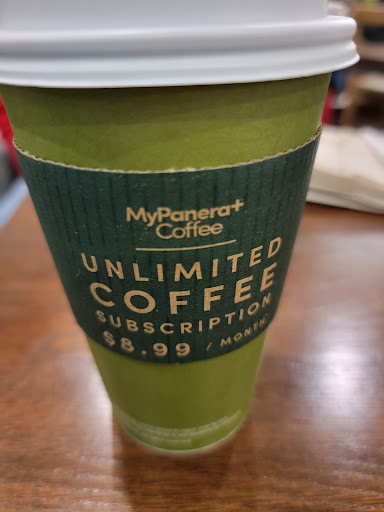 MyPanera+
Coffee
UNLIMITED
COFFEE
SUBSCRIPTION
$8.99 / MONTH